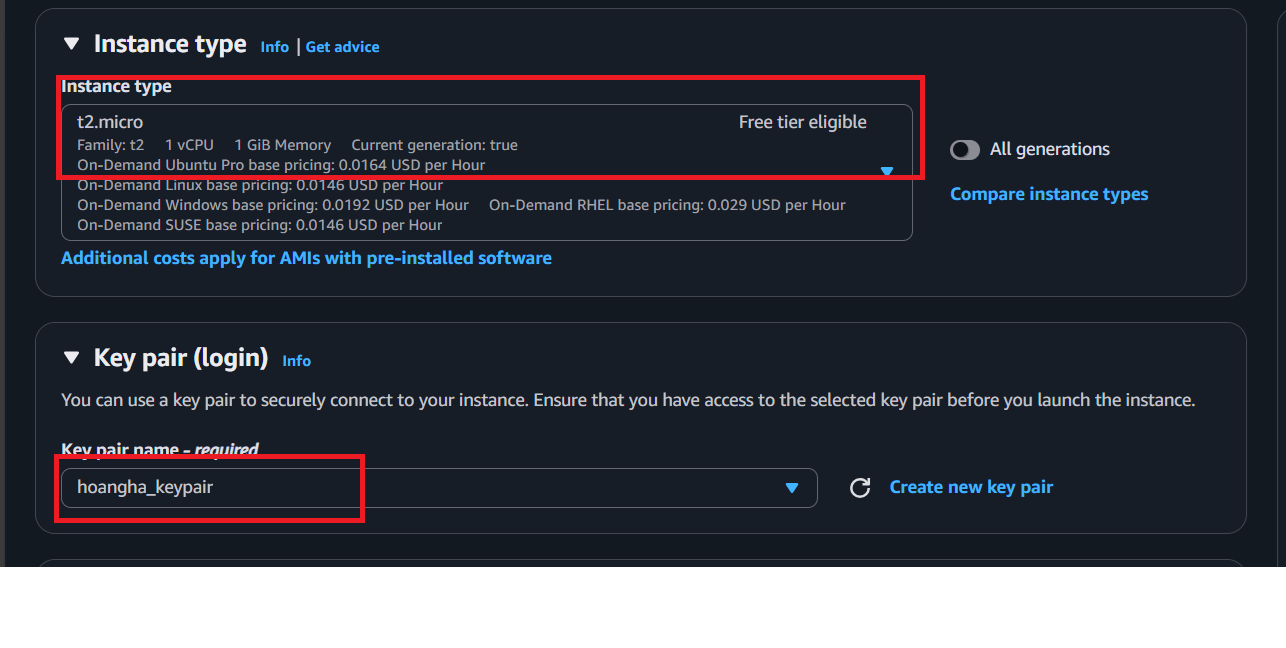 Instance type Info | Get advice
Instance type
t2.micro Free tier eligible
Family: t2 1 vCPU 1 GiB Memory Current generation: true
On-Demand Ubuntu Pro base pricing: 0.0164 USD per Hour
On-Demand Linux base pricing: 0.0146 USD per Hour
On-Demand Windows base pricing: 0.0192 USD per Hour On-Demand RHEL base pricing: 0.029 USD per Hour
On-Demand SUSE base pricing: 0.0146 USD per Hour
All generations
Compare instance types
Additional costs apply for AMIs with pre-installed software
Key pair (login) Info
You can use a key pair to securely connect to your instance. Ensure that you have access to the selected key pair before you launch the instance.
Key pair name - required
hoangha_keypair
Create new key pair